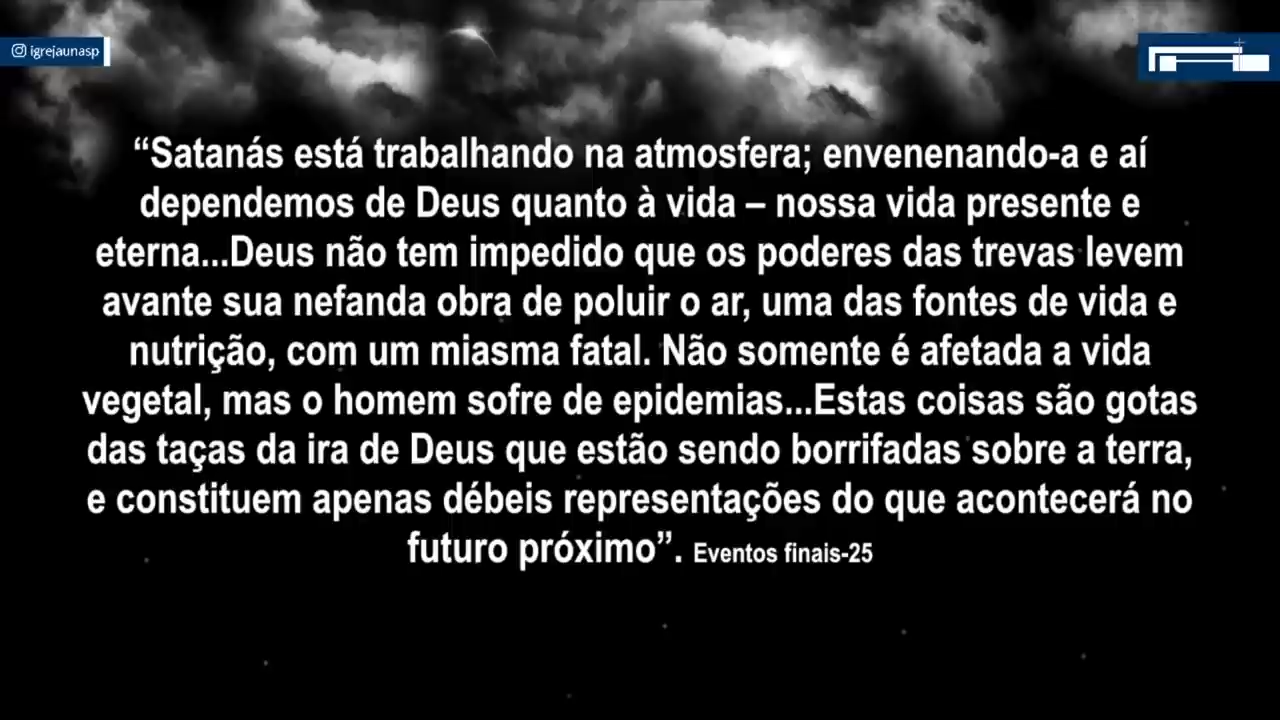 igrejaunasp
“Satanás está trabalhando na atmosfera; envenenando-a e aí
dependemos de Deus quanto à vida – nossa vida presente e
eterna...Deus não tem impedido que os poderes das trevas levem
avante sua nefanda obra de poluir o ar, uma das fontes de vida e
nutrição, com um miasma fatal. Não somente é afetada a vida
vegetal, mas o homem sofre de epidemias...Estas coisas são gotas
das taças da ira de Deus que estão sendo borrifadas sobre a terra,
e constituem apenas débeis representações do que acontecerá no
futuro próximo”. Eventos finais-25